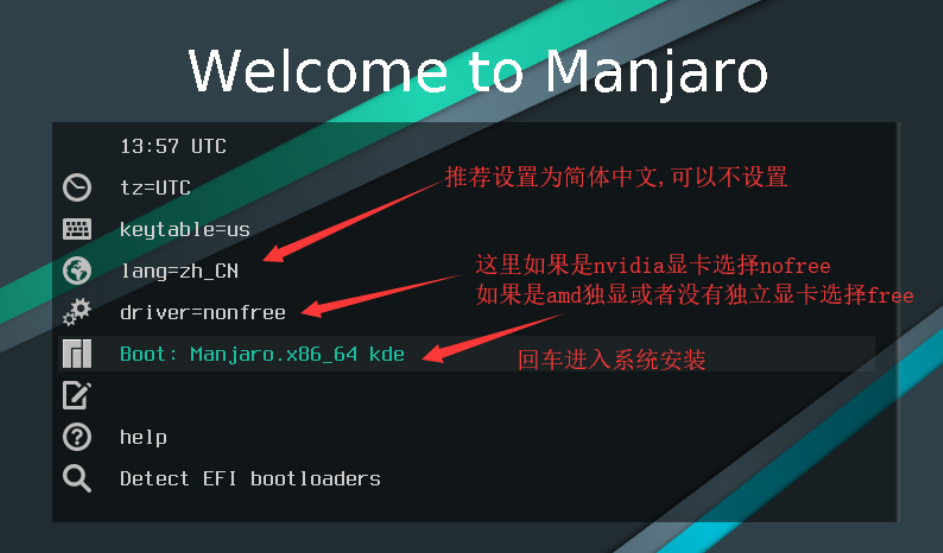 Welcome to Manjaro
13:57 UTC
tz=UTC
推荐设置为简体中文,可以不设置
keytable=us
lang=zh_CN
这里如果是nvidia显卡选择nofree
如果是amd独显或者没有独立显卡选择free
driver=nonfree
Boot: Manjaro.x86_64 kde
回车进入系统安装
help
Detect EFI bootloaders